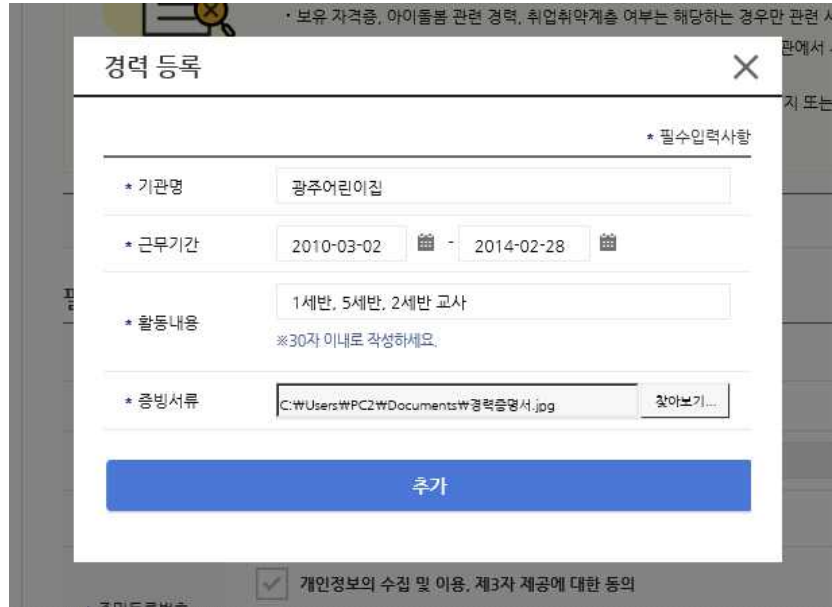 ・보유 자격증, 아이돌봄 관련 경력, 취업취약계층 여부는 해당하는 경우만 관련
관에서
경력 등록
지 또는
* 필수입력사항
* 기관명 광주어린이집
* 근무기간 2010-03-02 - 2014-02-28
* 활동내용 1세반, 5세반, 2세반 교사
※30자 이내로 작성하세요.
* 증빙서류 C:₩Users₩PC2₩Documents₩경력증명서.jpg 찾아보기...
추가
개인정보의 수집 및 이용, 제3자 제공에 대한 동의